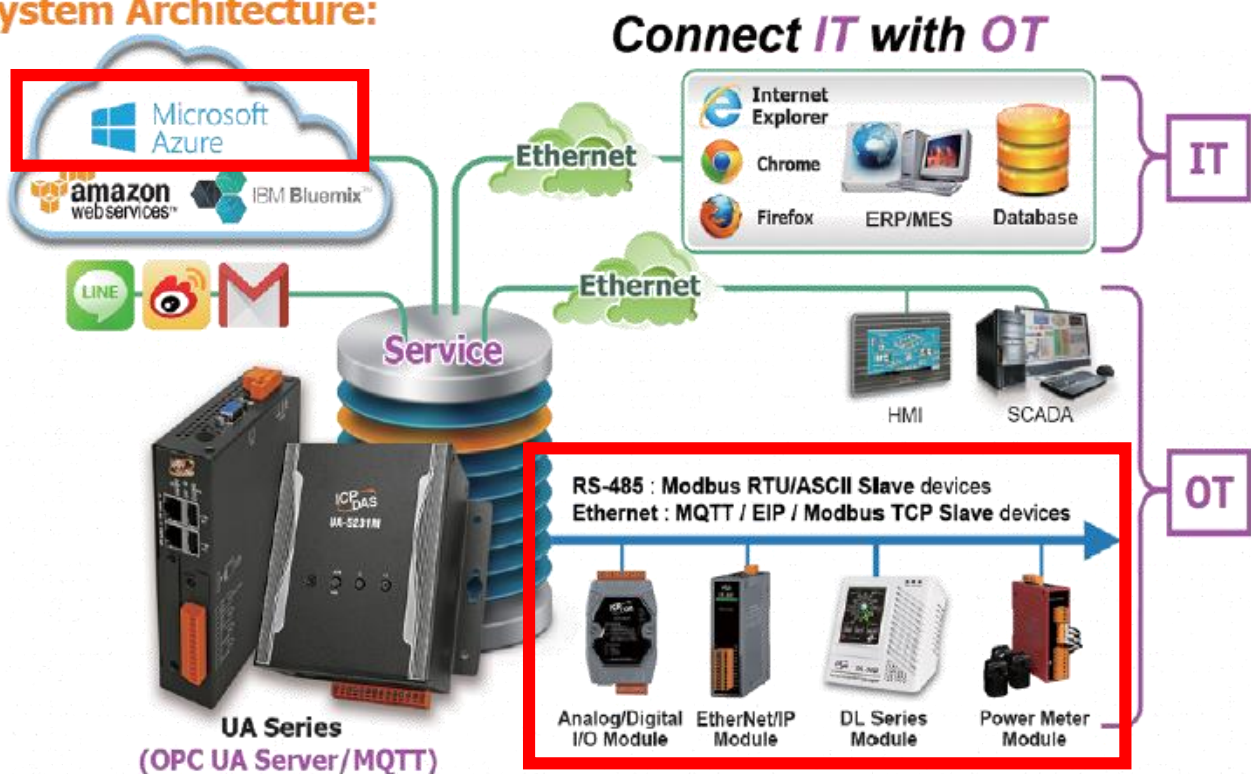 ystem Architecture:
Connect IT with OT
Microsoft
Azure
amazon
webservices™
IBM Bluemix™
Ethernet
Internet
Explorer
Chrome
Firefox
ERP/MES
Database
IT
LINE
Ethernet
Service
HMI
SCADA
OT
ICP DAS
UA-5231M
RS-485 : Modbus RTU/ASCII Slave devices
Ethernet : MQTT / EIP / Modbus TCP Slave devices
Analog/Digital
I/O Module
EtherNet/IP
Module
DL Series
Module
Power Meter
Module
UA Series
(OPC UA Server/MQTT)